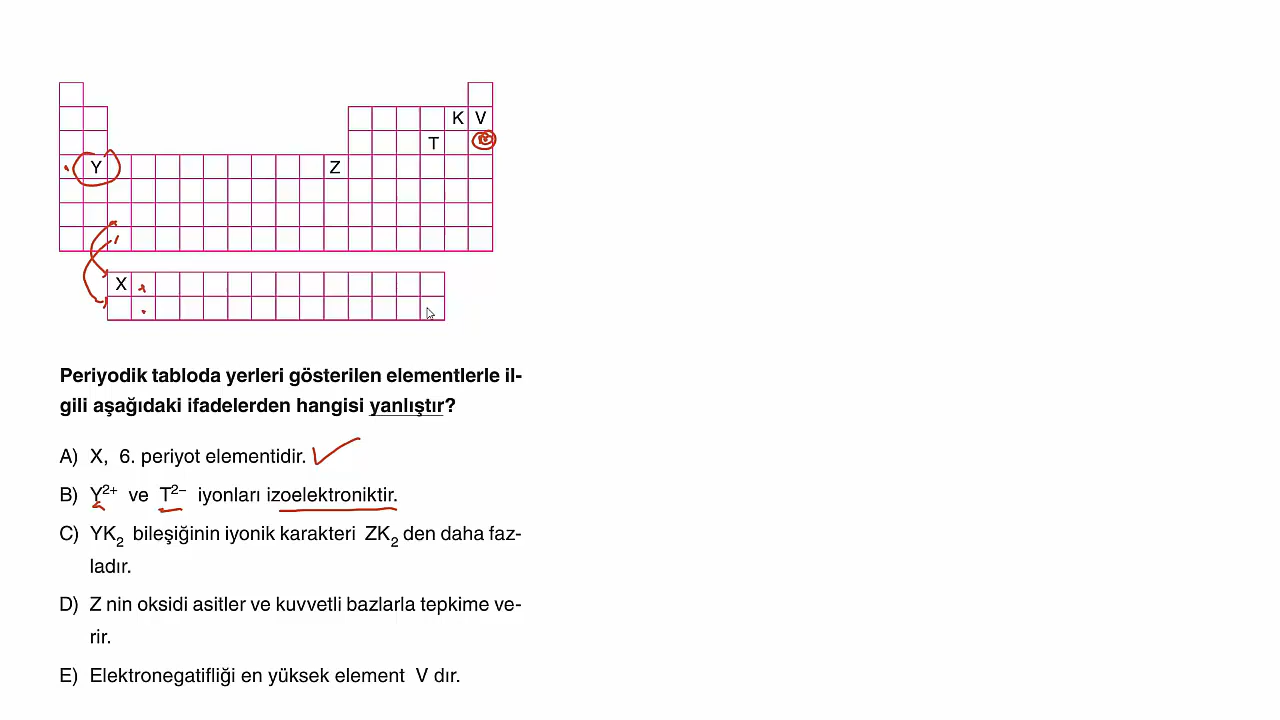 K V
T
Y Z
X
Periyodik tabloda yerleri gösterilen elementlerle il-
gili aşağıdaki ifadelerden hangisi yanlıştır?
A) X, 6. periyot elementidir.
B) Y²⁺ ve T²⁻ iyonları izoelektroniktir.
C) YK₂ bileşiğinin iyonik karakteri ZK₂ den daha faz-
ladır.
D) Z nin oksidi asitler ve kuvvetli bazlarla tepkime ve-
rir.
E) Elektronegatifliği en yüksek element V dır.